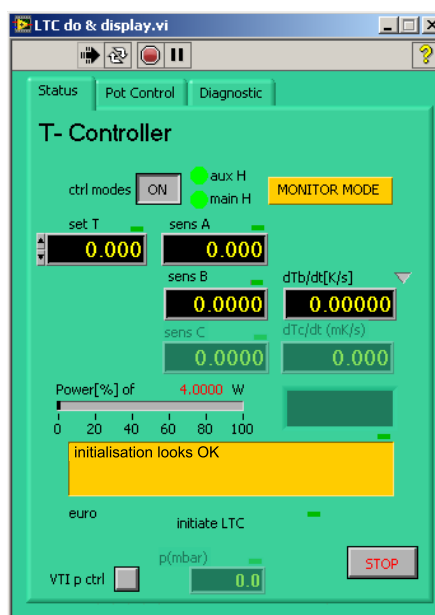 LTC do & display.vi
?
Status Pot Control Diagnostic
T- Controller
ctrl modes ON aux H main H MONITOR MODE
set T sens A
0.000 0.000
sens B dTb/dt[K/s]
0.0000 0.00000
sens C dTc/dt (mK/s)
0.0000 0.000
Power[%] of 4.0000 W
0 20 40 60 80 100
initialisation looks OK
euro
initiate LTC
p(mbar)
VTI p ctrl 0.0 STOP